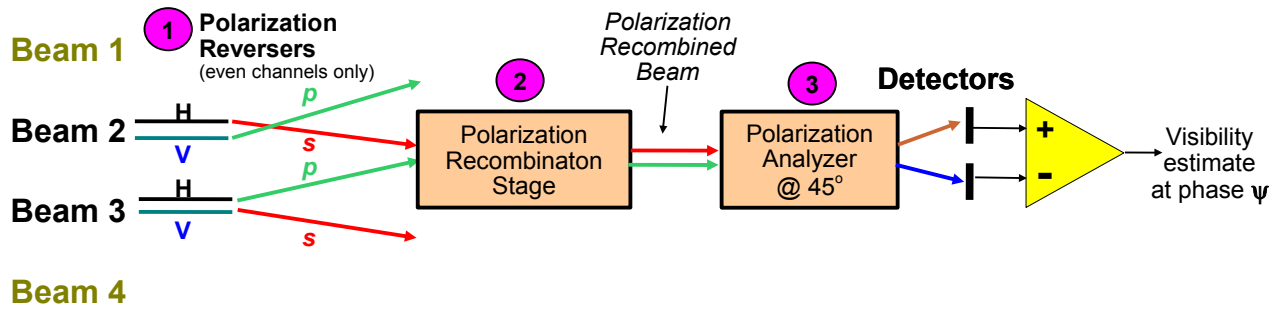 Beam 1
1
Polarization
Reversers
(even channels only)
Beam 2
H
V
p
s
Beam 3
H
V
p
s
Beam 4
2
Polarization
Recombinaton
Stage
Polarization
Recombined
Beam
3
Polarization
Analyzer
@ 45°
Detectors
+
-
Visibility
estimate
at phase ψ